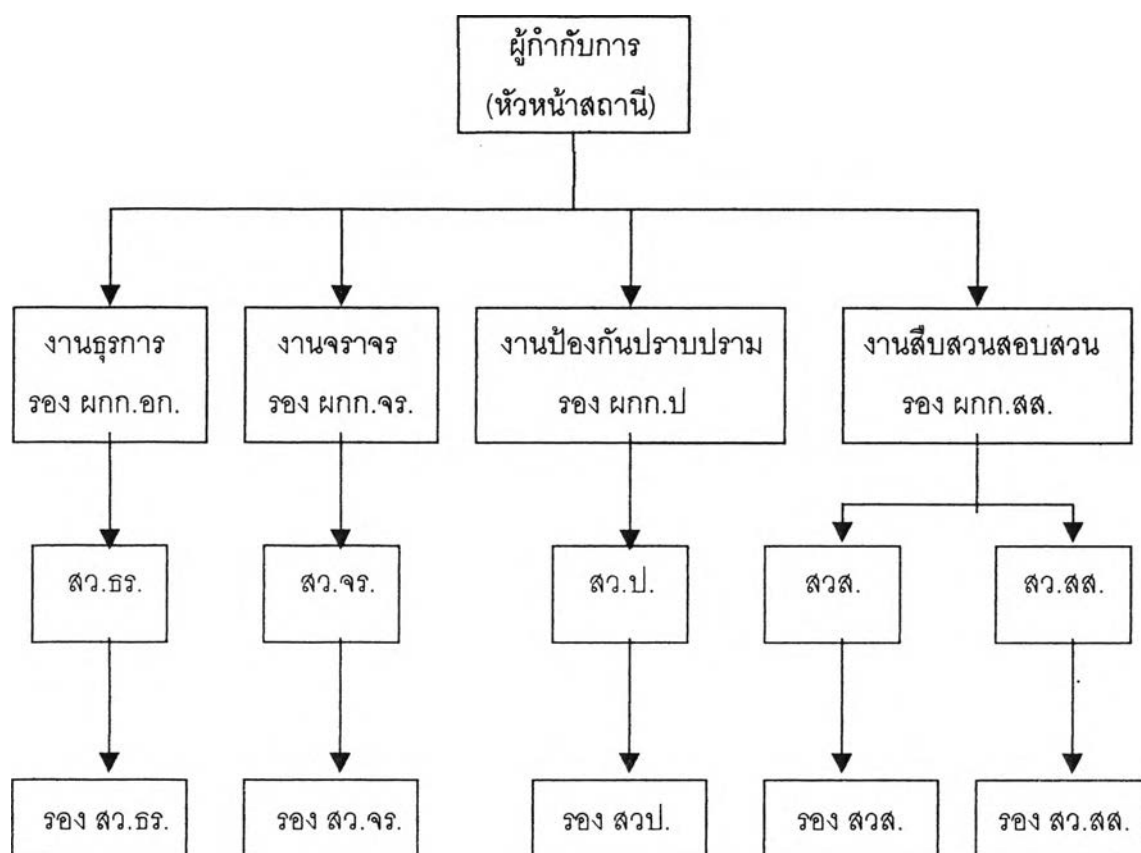 ผู้กำกับการ
(หัวหน้าสถานี)
งานธุรการ
รอง ผกก.อก.
งานจราจร
รอง ผกก.จร.
งานป้องกันปราบปราม
รอง ผกก.ป
งานสืบสวนสอบสวน
รอง ผกก.สส.
สว.ธร.
สว.จร.
สว.ป.
สวส.
สว.สส.
รอง สว.ธร.
รอง สว.จร.
รอง สวป.
รอง สวส.
รอง สว.สส.